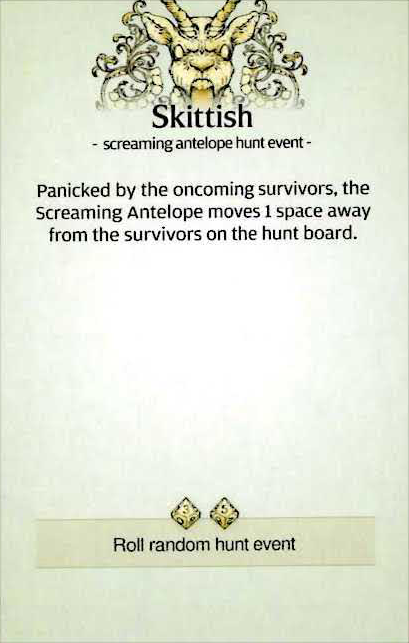 Skittish
- screaming antelope hunt event -
Panicked by the oncoming survivors, the
Screaming Antelope moves 1 space away
from the survivors on the hunt board.
Roll random hunt event